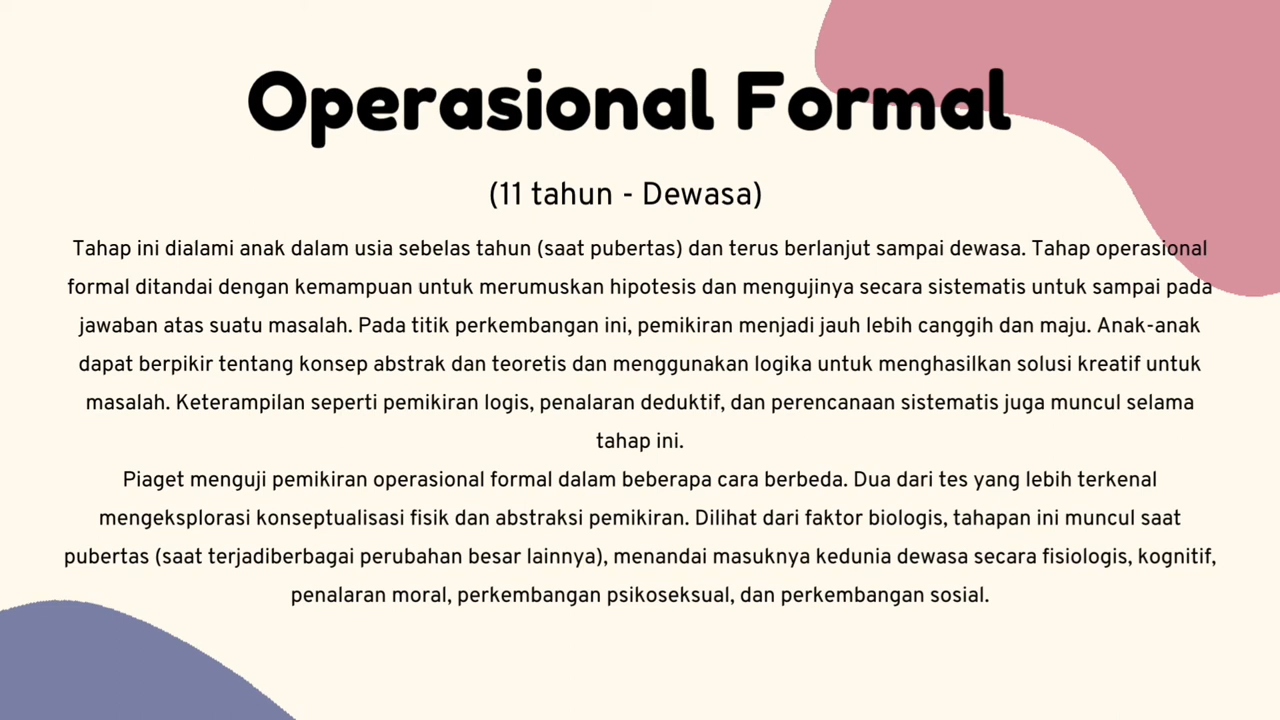 Operasional Formal
(11 tahun - Dewasa)
Tahap ini dialami anak dalam usia sebelas tahun (saat pubertas) dan terus berlanjut sampai dewasa. Tahap operasional
formal ditandai dengan kemampuan untuk merumuskan hipotesis dan mengujinya secara sistematis untuk sampai pada
jawaban atas suatu masalah. Pada titik perkembangan ini, pemikiran menjadi jauh lebih canggih dan maju. Anak-anak
dapat berpikir tentang konsep abstrak dan teoretis dan menggunakan logika untuk menghasilkan solusi kreatif untuk
masalah. Keterampilan seperti pemikiran logis, penalaran deduktif, dan perencanaan sistematis juga muncul selama
tahap ini.
Piaget menguji pemikiran operasional formal dalam beberapa cara berbeda. Dua dari tes yang lebih terkenal
mengeksplorasi konseptualisasi fisik dan abstraksi pemikiran. Dilihat dari faktor biologis, tahapan ini muncul saat
pubertas (saat terjadiberbagai perubahan besar lainnya), menandai masuknya kedunia dewasa secara fisiologis, kognitif,
penalaran moral, perkembangan psikoseksual, dan perkembangan sosial.